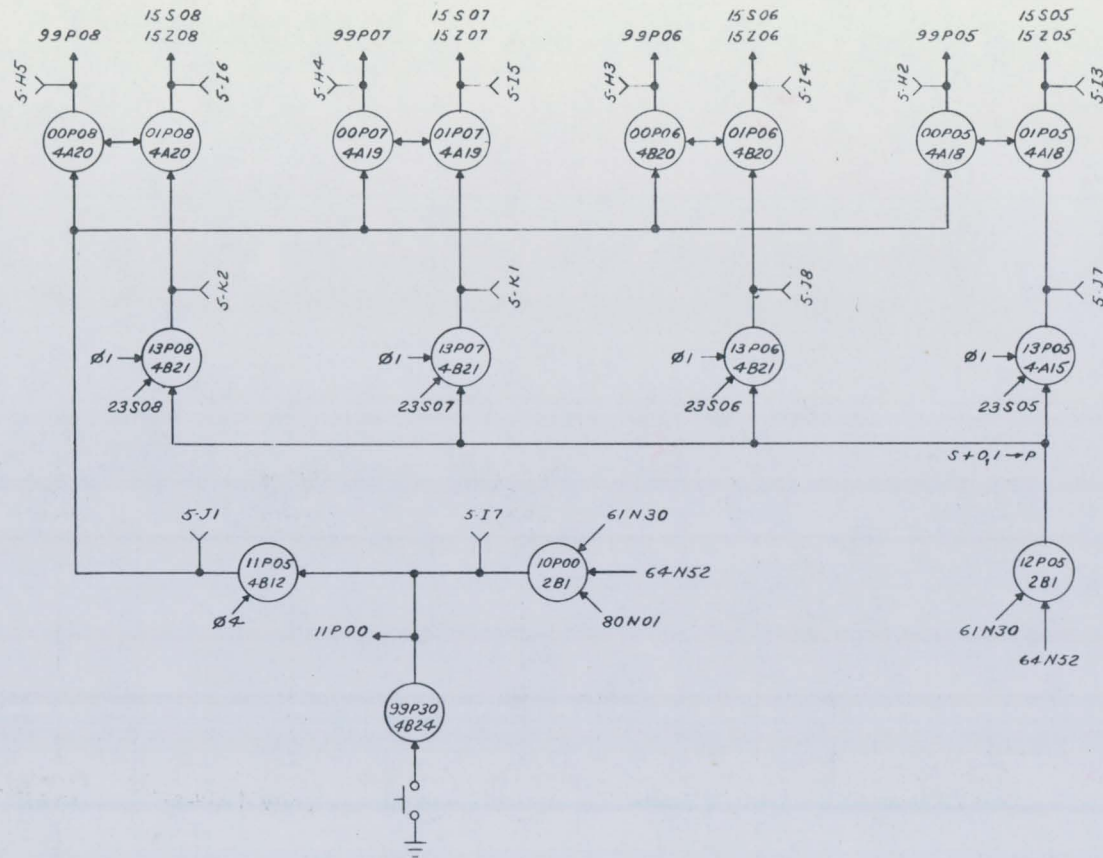 15S08
15S07
15S06
15S05
99P08
15Z08
99P07
15Z07
99P06
15Z06
99P05
15Z05
5-H5
5-I6
5-H4
5-I5
5-H3
5-I4
5-H2
5-I3
00P08
4A20
01P08
4A20
00P07
4A19
01P07
4A19
00P06
4B20
01P06
4B20
00P05
4A18
01P05
4A18
5-K2
5-K1
5-J8
5-J7
Ø1
13P08
4B21
Ø1
13P07
4B21
Ø1
13P06
4B21
Ø1
13P05
4A15
23S08
23S07
23S06
23S05
S+0,1→P
5-J1
5-I7
61N30
11P05
4B12
10P00
2B1
64N52
12P05
2B1
Ø4
80N01
61N30
11P00
64N52
99P30
4B24